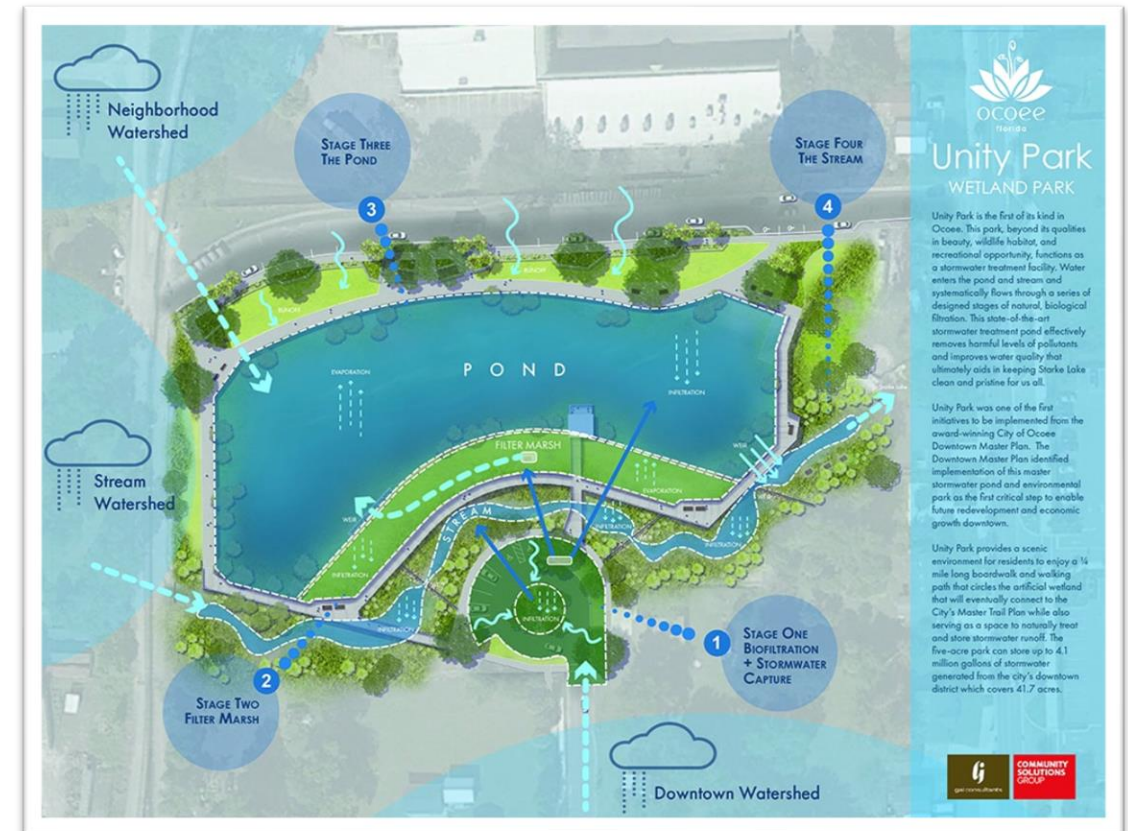 Neighborhood
Watershed
STAGE THREE
THE POND
3
STAGE FOUR
THE STREAM
4
RUNOFF
RUNOFF
EVAPORATION
POND
INFILTRATION
FILTER MARSH
WEIR
EVAPORATION
WEIR
STREAM
INFILTRATION
INFILTRATION
INFILTRATION
INFILTRATION
INFILTRATION
Stream
Watershed
2
STAGE TWO
FILTER MARSH
1
STAGE ONE
BIOFILTRATION
+ STORMWATER
CAPTURE
Downtown Watershed
ocoee
florida
Unity Park
WETLAND PARK
Unity Park is the first of its kind in
Ocoee. This park, beyond its qualities
in beauty, wildlife habitat, and
recreational opportunity, functions as
a stormwater treatment facility. Water
enters the pond and stream and
systematically flows through a series of
designed stages of natural, biological
filtration. This state-of-the-art
stormwater treatment pond effectively
removes harmful levels of pollutants
and improves water quality that
ultimately aids in keeping Starke Lake
clean and pristine for us all.
Unity Park was one of the first
initiatives to be implemented from the
award-winning City of Ocoee
Downtown Master Plan. The
Downtown Master Plan identified
implementation of this master
stormwater pond and environmental
park as the first critical step to enable
future redevelopment and economic
growth downtown.
Unity Park provides a scenic
environment for residents to enjoy a ¼
mile long boardwalk and walking
path that circles the artificial wetland
that will eventually connect to the
City's Master Trail Plan while also
serving as a space to naturally treat
and store stormwater runoff. The
five-acre park can store up to 4.1
million gallons of stormwater
generated from the city's downtown
district which covers 41.7 acres.
gai consultants
COMMUNITY
SOLUTIONS
GROUP